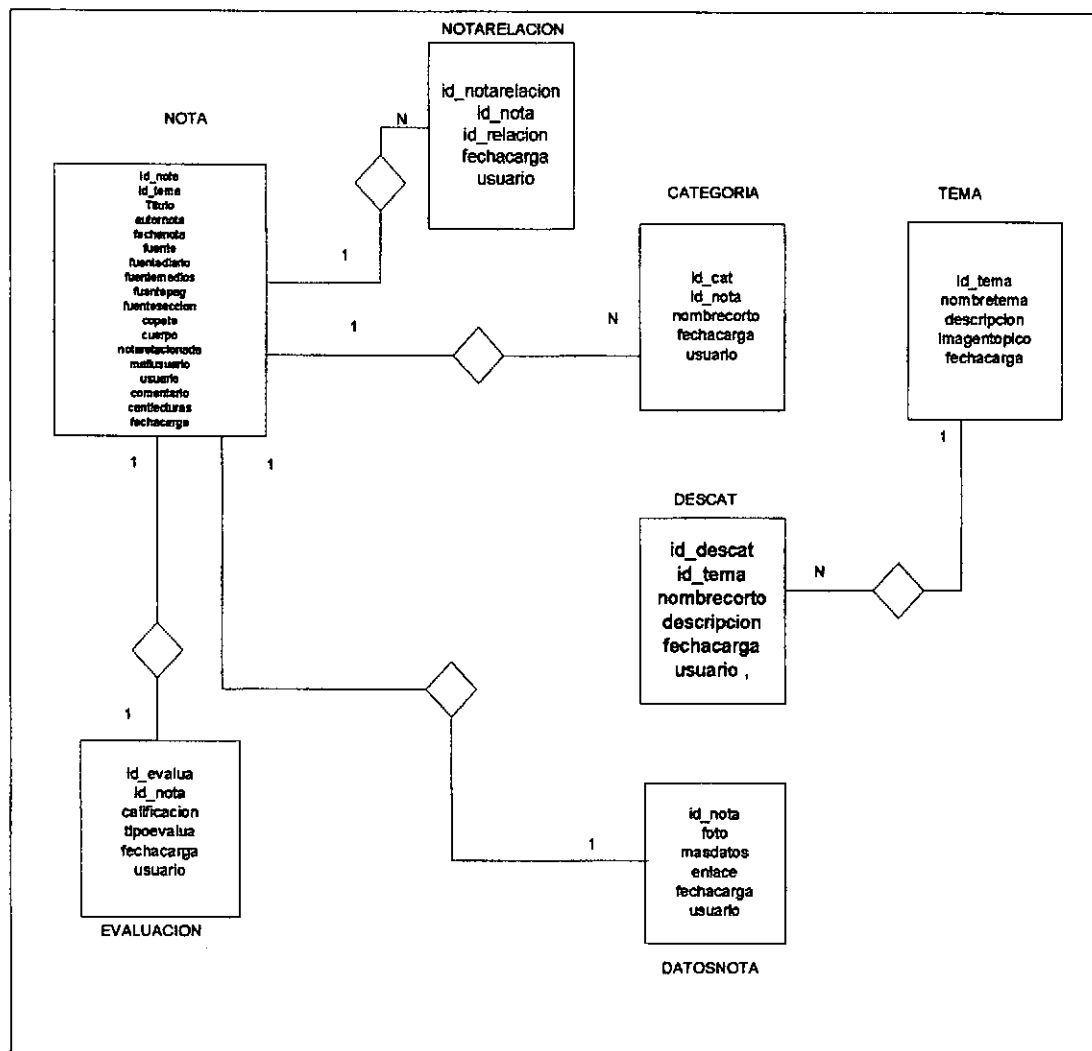 NOTARELACION
id_notarelacion
id_nota
id_relacion
fechacarga
usuario
N
1
NOTA
id_nota
id_tema
Titulo
autornota
fechanota
fuente
fuentediario
fuentemedios
fuentepag
fuenteseccion
copete
cuerpo
notarelacionada
mailusuario
usuario
comentario
cantlecturas
fechacarga
CATEGORIA
id_cat
id_nota
nombrecorto
fechacarga
usuario
1
N
TEMA
id_tema
nombretema
descripcion
imagentopico
fechacarga
1
DESCAT
id_descat
id_tema
nombrecorto
descripcion
fechacarga
usuario ,
N
1
1
1
id_evalua
id_nota
calificacion
tipoevalua
fechacarga
usuario
EVALUACION
1
id_nota
foto
masdatos
enlace
fechacarga
usuario
DATOSNOTA